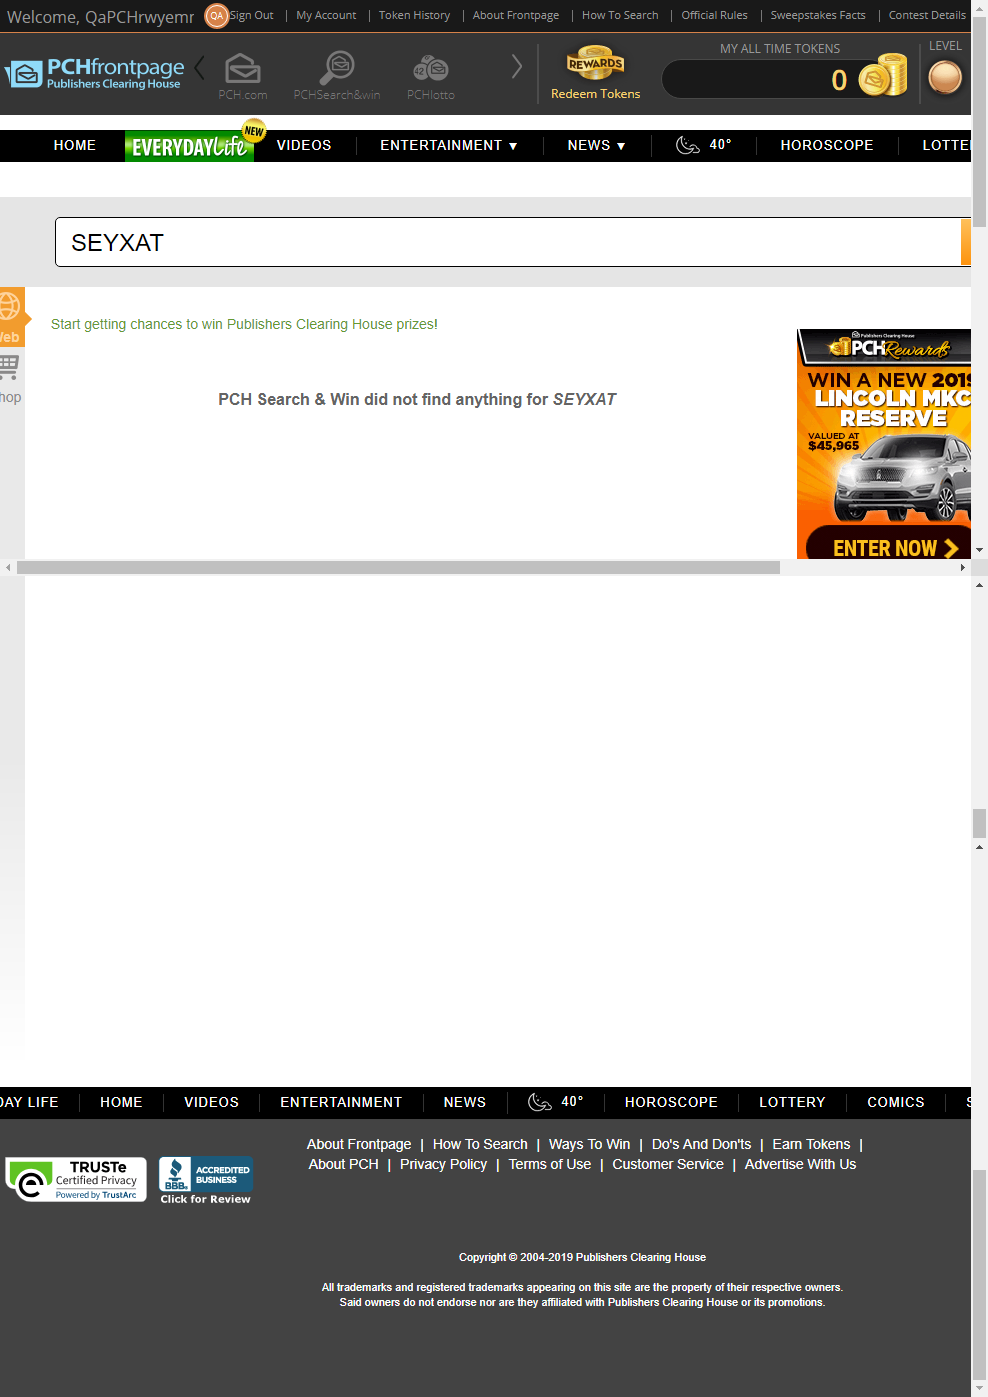 Welcome, QaPCHrwyemr QA Sign Out | My Account | Token History | About Frontpage | How To Search | Official Rules | Sweepstakes Facts | Contest Details
PCHfrontpage
Publishers Clearing House
PCH.com PCHSearch&win PCHlotto
42
REWARDS
Redeem Tokens
MY ALL TIME TOKENS
0
LEVEL
HOME EVERYDAY Life NEW VIDEOS ENTERTAINMENT ▼ NEWS ▼ 40° HOROSCOPE LOTTE
SEYXAT
Web
hop
Start getting chances to win Publishers Clearing House prizes!
PCH Search & Win did not find anything for SEYXAT
Publishers Clearing House
PCHRewards
WIN A NEW 2019
LINCOLN MKC
RESERVE
VALUED AT
$45,965
ENTER NOW
DAY LIFE HOME VIDEOS ENTERTAINMENT NEWS 40° HOROSCOPE LOTTERY COMICS S
About Frontpage | How To Search | Ways To Win | Do's And Don'ts | Earn Tokens |
About PCH | Privacy Policy | Terms of Use | Customer Service | Advertise With Us
TRUSTe
Certified Privacy
Powered by TrustArc
BBB.
ACCREDITED
BUSINESS
Click for Review
Copyright © 2004-2019 Publishers Clearing House
All trademarks and registered trademarks appearing on this site are the property of their respective owners.
Said owners do not endorse nor are they affiliated with Publishers Clearing House or its promotions.